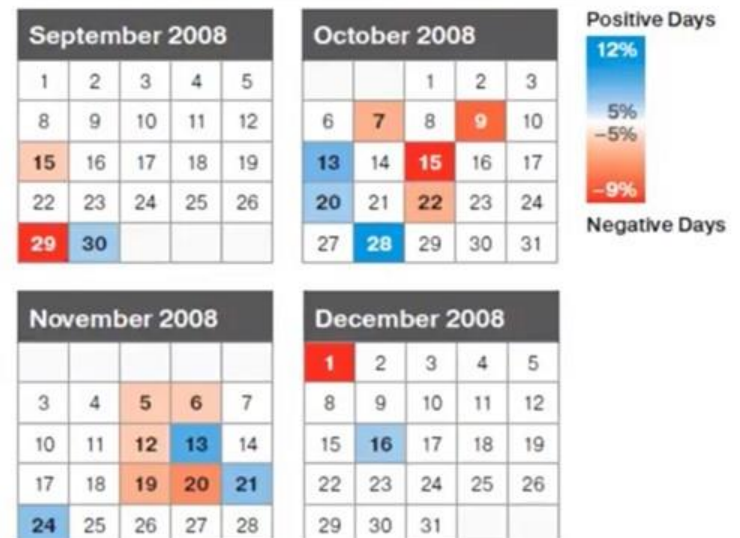 September 2008
1 2 3 4 5
8 9 10 11 12
15 16 17 18 19
22 23 24 25 26
29 30
October 2008
1 2 3
6 7 8 9 10
13 14 15 16 17
20 21 22 23 24
27 28 29 30 31
Positive Days
12%
5%
–5%
–9%
Negative Days
November 2008
3 4 5 6 7
10 11 12 13 14
17 18 19 20 21
24 25 26 27 28
December 2008
1 2 3 4 5
8 9 10 11 12
15 16 17 18 19
22 23 24 25 26
29 30 31